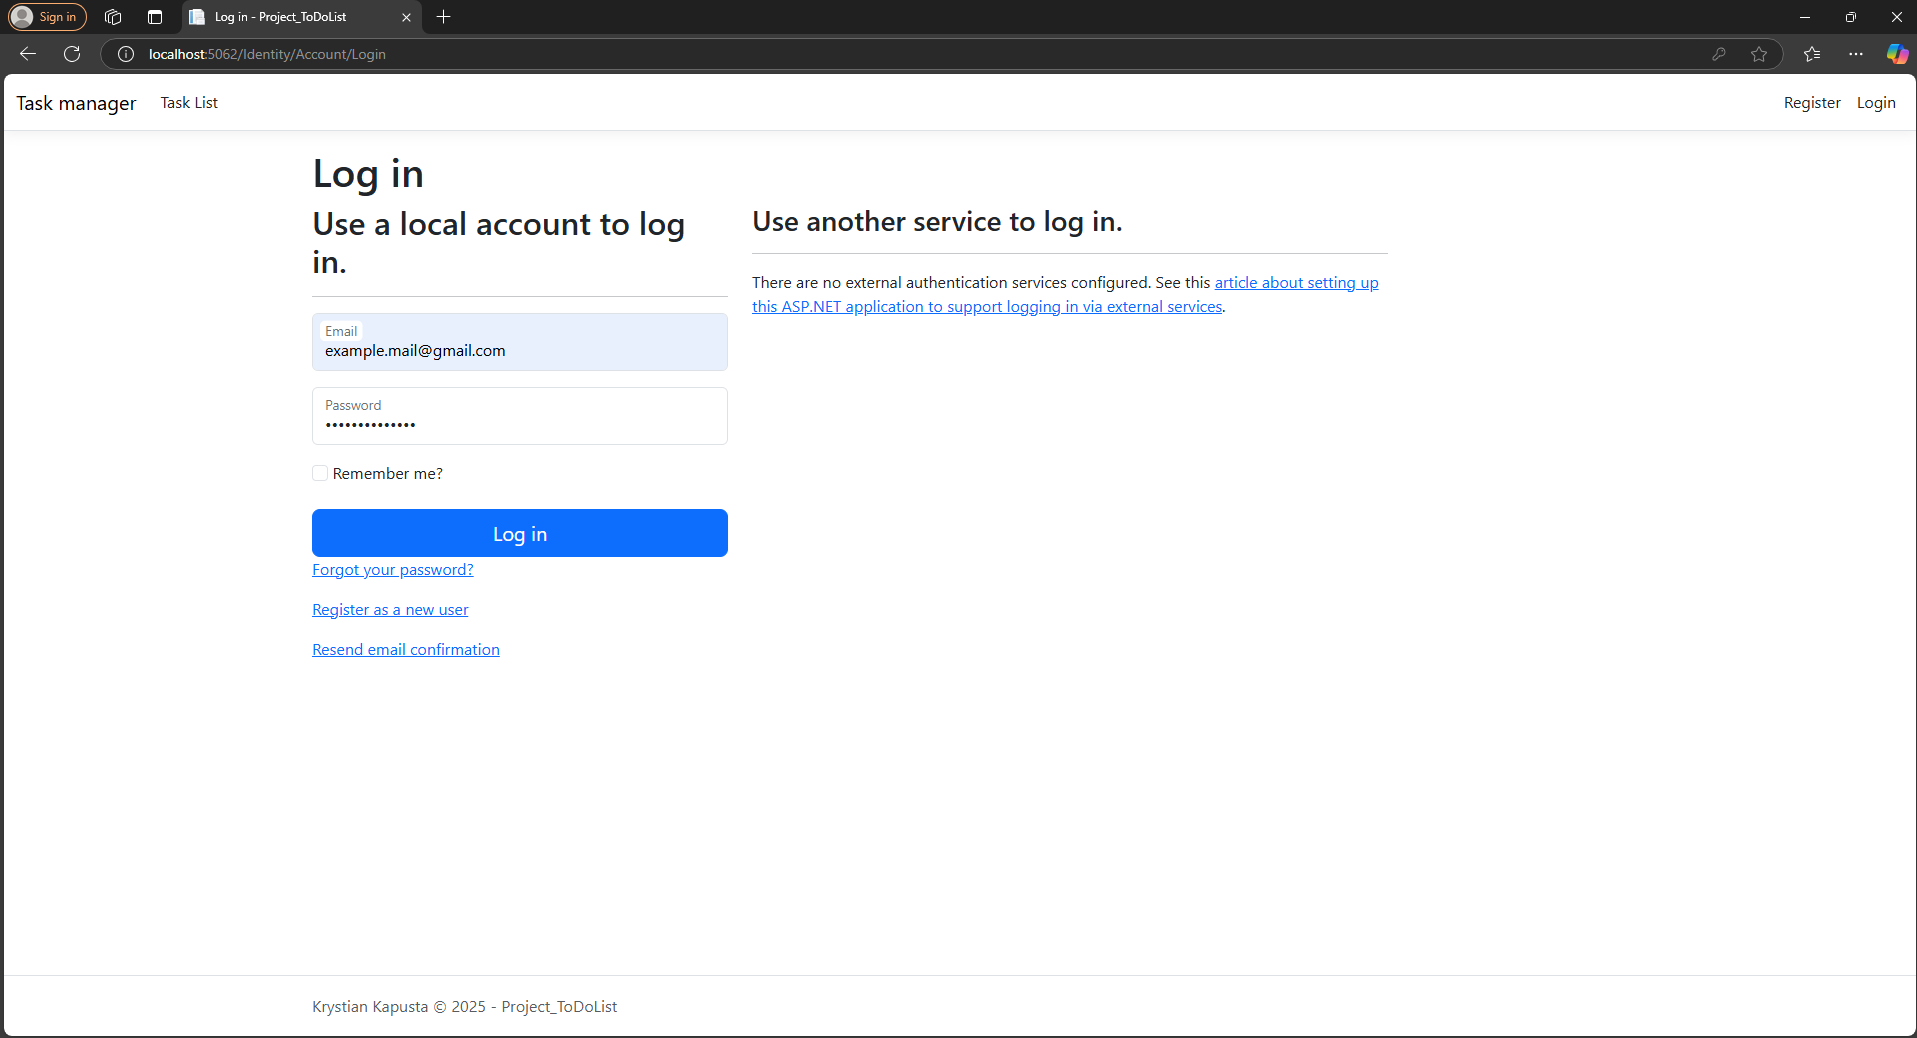 Sign in
Log in - Project_ToDoList
localhost:5062/Identity/Account/Login
Task manager
Task List
Register
Login
Log in
Use a local account to log
in.
Email
example.mail@gmail.com
Password
••••••••••••••
Remember me?
Log in
Forgot your password?
Register as a new user
Resend email confirmation
Use another service to log in.
There are no external authentication services configured. See this article about setting up
this ASP.NET application to support logging in via external services.
Krystian Kapusta © 2025 - Project_ToDoList